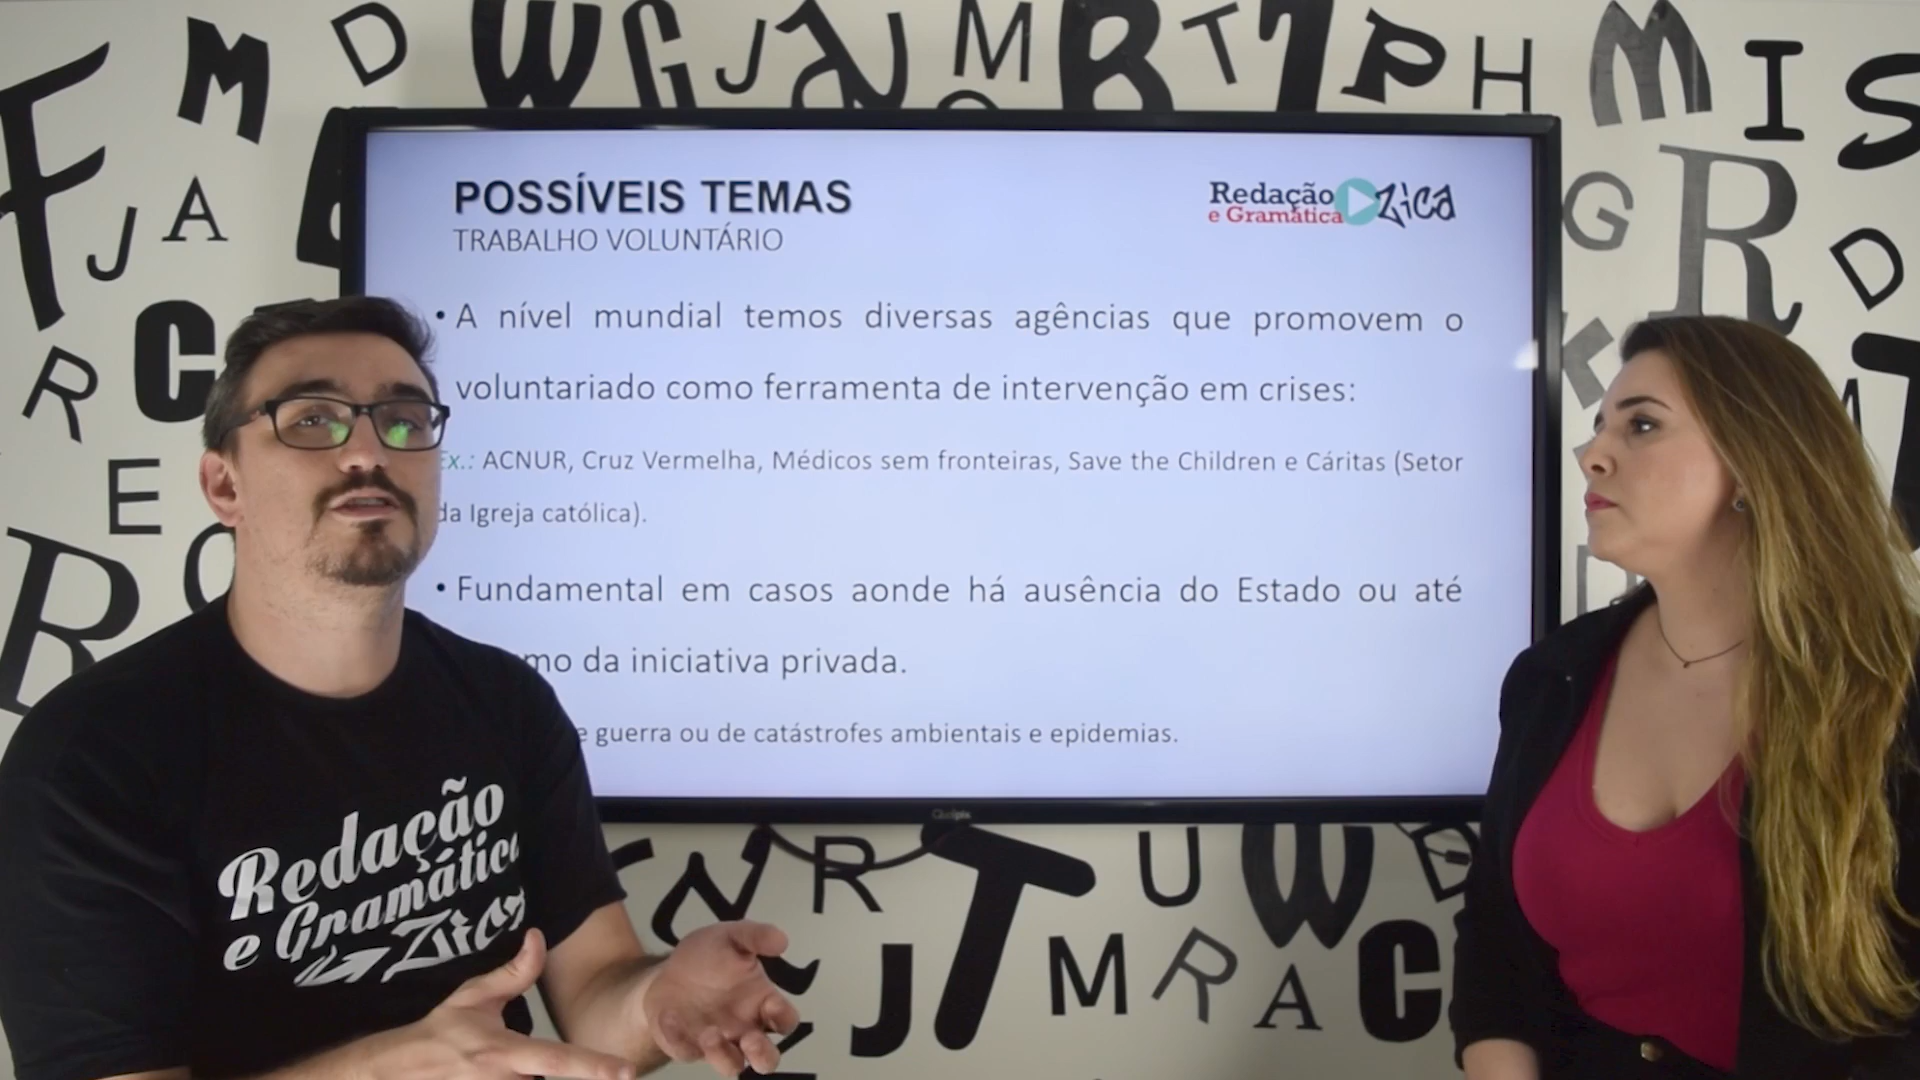 POSSÍVEIS TEMAS
TRABALHO VOLUNTÁRIO
Redação
e Gramática
Zica
• A nível mundial temos diversas agências que promovem o
voluntariado como ferramenta de intervenção em crises:
Ex.: ACNUR, Cruz Vermelha, Médicos sem fronteiras, Save the Children e Cáritas (Setor
da Igreja católica).
• Fundamental em casos aonde há ausência do Estado ou até
da iniciativa privada.
guerra ou de catástrofes ambientais e epidemias.
Redação
e Gramática
Zica